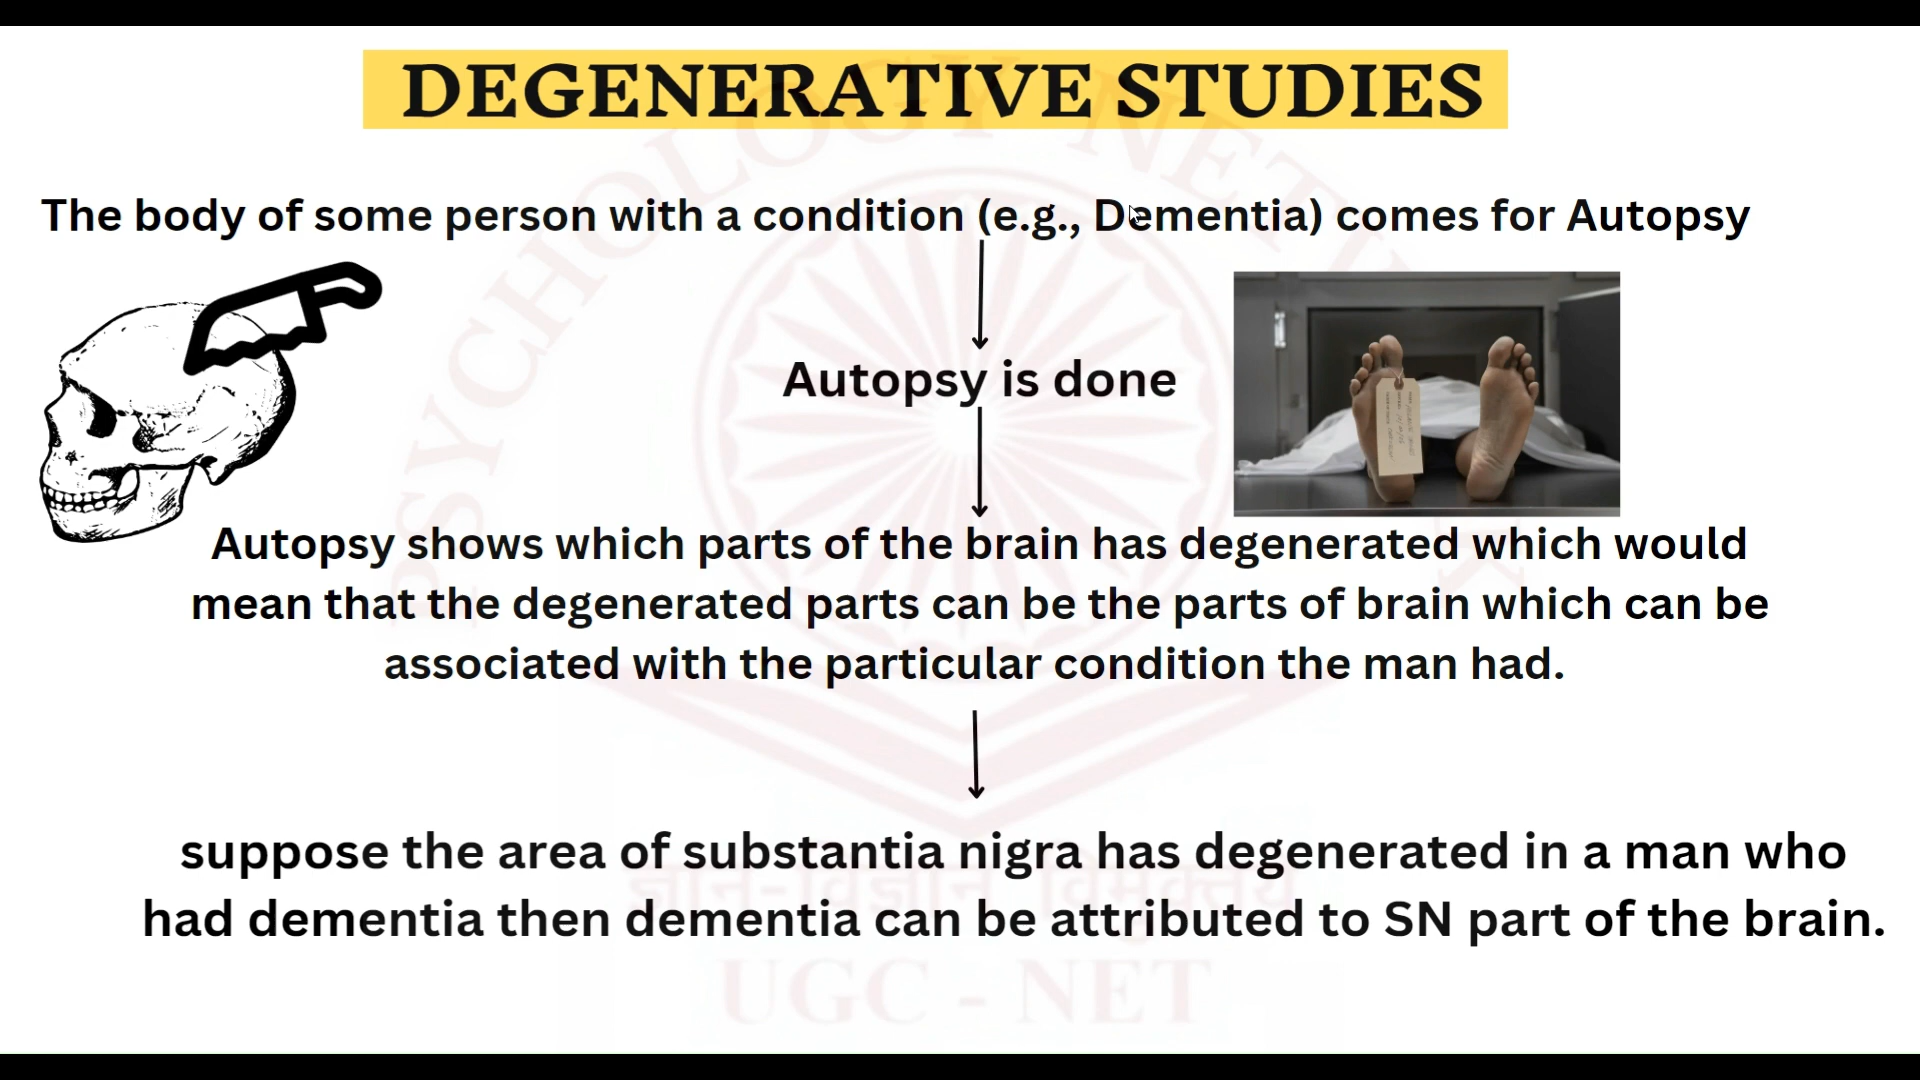 DEGENERATIVE STUDIES
The body of some person with a condition (e.g., Dementia) comes for Autopsy
Autopsy is done
Autopsy shows which parts of the brain has degenerated which would
mean that the degenerated parts can be the parts of brain which can be
associated with the particular condition the man had.
suppose the area of substantia nigra has degenerated in a man who
had dementia then dementia can be attributed to SN part of the brain.
ज्ञान-विज्ञान विमुक्तये
UGC - NET